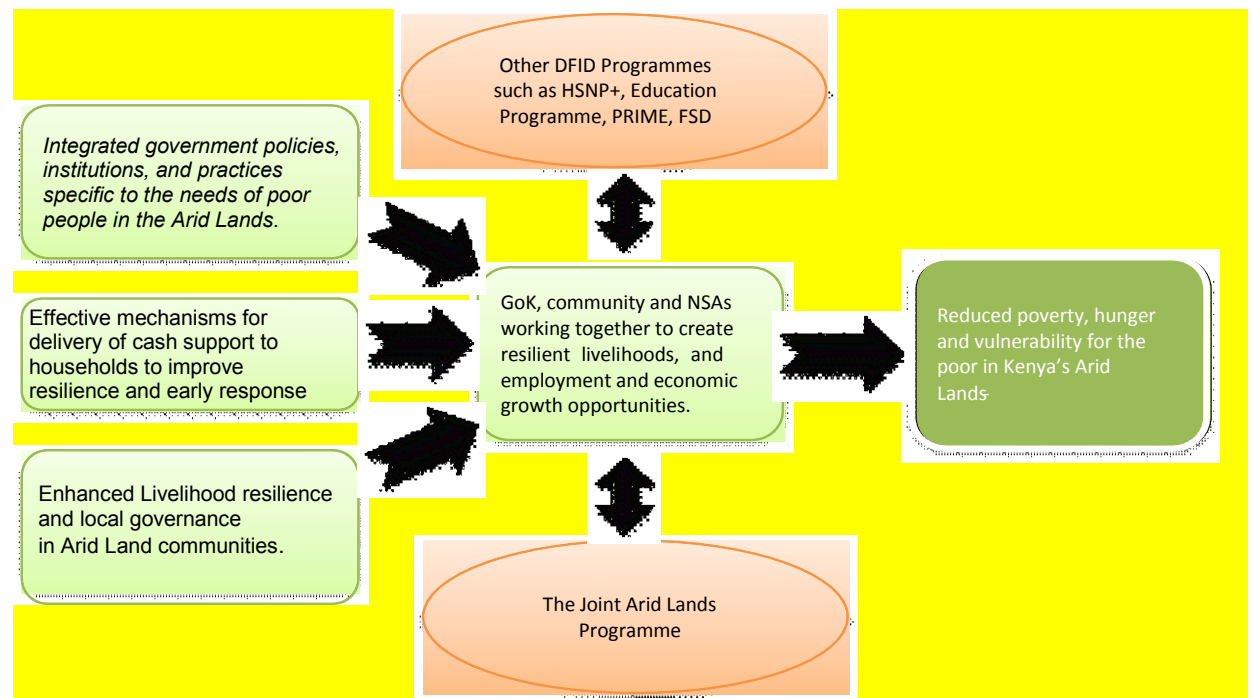 Other DFID Programmes
such as HSNP+, Education
Programme, PRIME, FSD
Integrated government policies,
institutions, and practices
specific to the needs of poor
people in the Arid Lands.
Effective mechanisms for
delivery of cash support to
households to improve
resilience and early response
Enhanced Livelihood resilience
and local governance
in Arid Land communities.
GoK, community and NSAs
working together to create
resilient livelihoods, and
employment and economic
growth opportunities.
Reduced poverty, hunger
and vulnerability for the
poor in Kenya’s Arid
Lands
The Joint Arid Lands
Programme